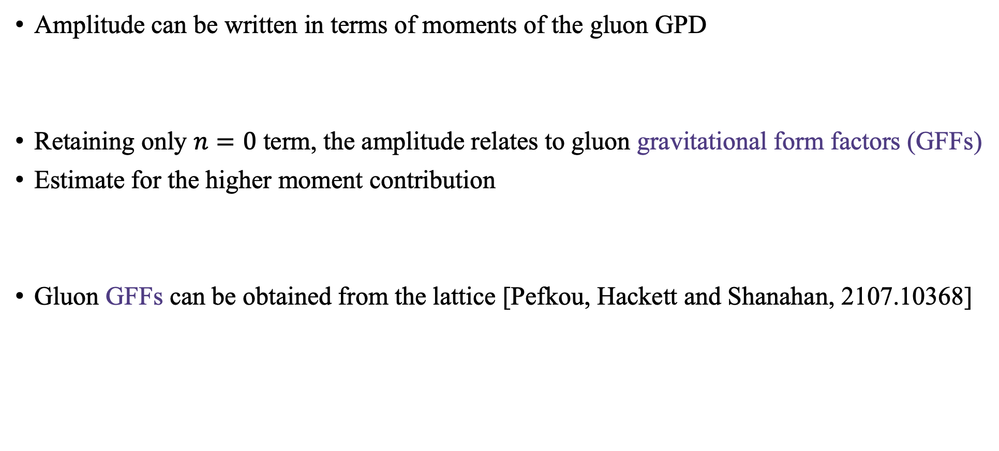 • Amplitude can be written in terms of moments of the gluon GPD
• Retaining only n = 0 term, the amplitude relates to gluon gravitational form factors (GFFs)
• Estimate for the higher moment contribution
• Gluon GFFs can be obtained from the lattice [Pefkou, Hackett and Shanahan, 2107.10368]